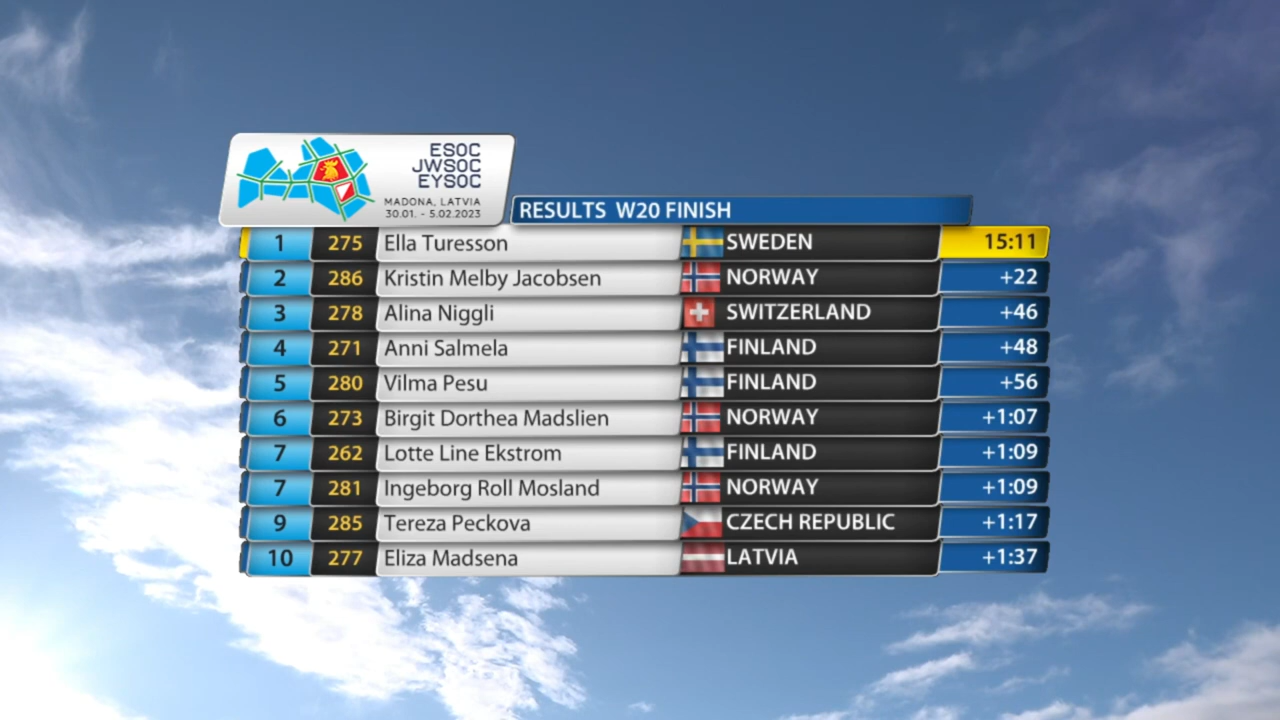 ESOC
JWSOC
EYSOC
MADONA, LATVIA
30.01. - 5.02.2023
RESULTS W20 FINISH
1 275 Ella Turesson SWEDEN 15:11
2 286 Kristin Melby Jacobsen NORWAY +22
3 278 Alina Niggli SWITZERLAND +46
4 271 Anni Salmela FINLAND +48
5 280 Vilma Pesu FINLAND +56
6 273 Birgit Dorthea Madslien NORWAY +1:07
7 262 Lotte Line Ekstrom FINLAND +1:09
7 281 Ingeborg Roll Mosland NORWAY +1:09
9 285 Tereza Peckova CZECH REPUBLIC +1:17
10 277 Eliza Madsena LATVIA +1:37